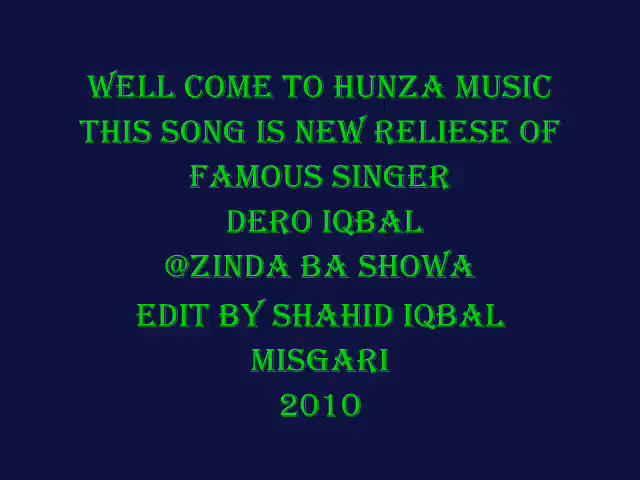 WELL COME TO HUNZA MUSIC
THIS SONG IS NEW RELIESE OF
FAMOUS SINGER
DERO IQBAL
@ZINDA BA SHOWA
EDIT BY SHAHID IQBAL
MISGARI
2010